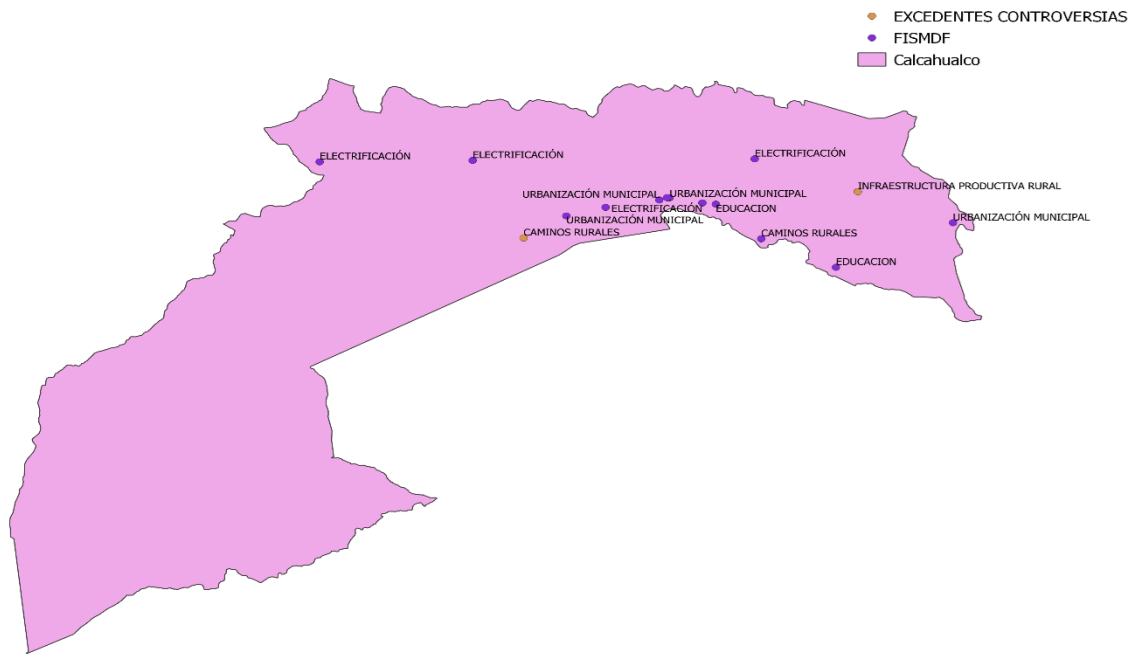 EXCEDENTES CONTROVERSIAS
FISMDF
Calcahualco
ELECTRIFICACIÓN
ELECTRIFICACIÓN
ELECTRIFICACIÓN
INFRAESTRUCTURA PRODUCTIVA RURAL
URBANIZACIÓN MUNICIPAL
URBANIZACIÓN MUNICIPAL
ELECTRIFICACIÓN
EDUCACION
URBANIZACIÓN MUNICIPAL
URBANIZACIÓN MUNICIPAL
CAMINOS RURALES
CAMINOS RURALES
EDUCACION